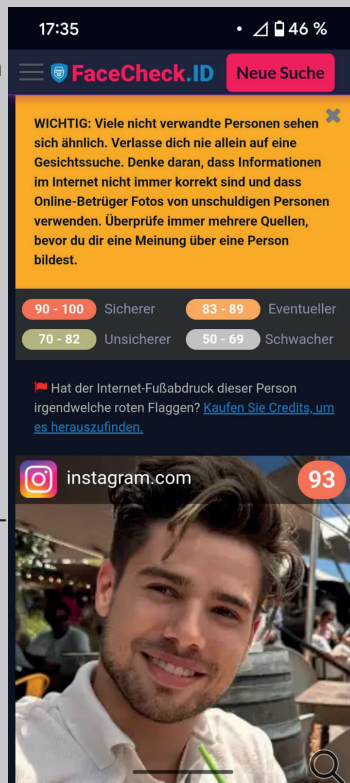 17:35
46 %
FaceCheck.ID
Neue Suche
WICHTIG: Viele nicht verwandte Personen sehen
sich ähnlich. Verlasse dich nie allein auf eine
Gesichtssuche. Denke daran, dass Informationen
im Internet nicht immer korrekt sind und dass
Online-Betrüger Fotos von unschuldigen Personen
verwenden. Überprüfe immer mehrere Quellen,
bevor du dir eine Meinung über eine Person
bildest.
90 - 100 Sicherer 83 - 89 Eventueller
70 - 82 Unsicherer 50 - 69 Schwacher
Hat der Internet-Fußabdruck dieser Person
irgendwelche roten Flaggen? Kaufen Sie Credits, um
es herauszufinden.
instagram.com 93